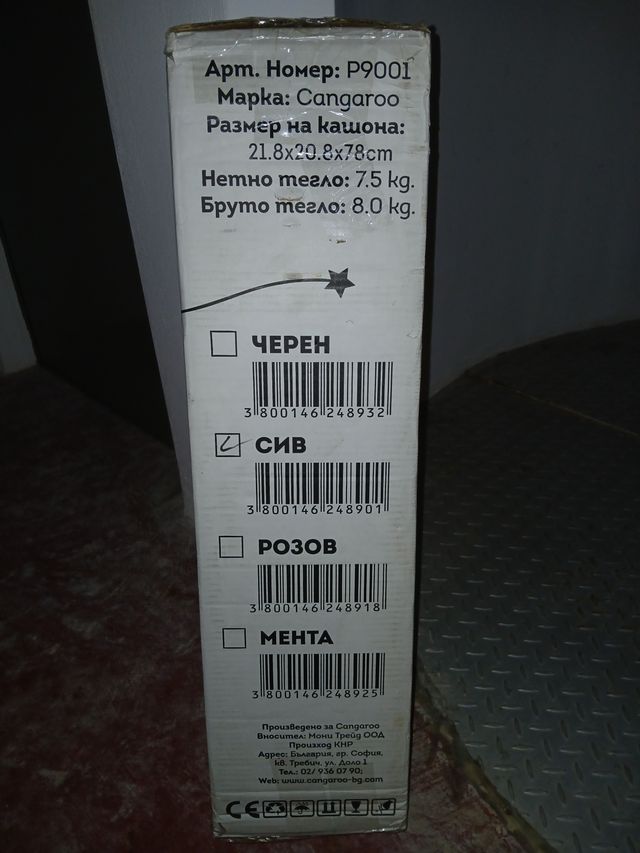 Арт. Номер: P9001
Марка: Cangaroo
Размер на кашона:
21.8x20.8x78cm
Нетно тегло: 7.5 kg.
Бруто тегло: 8.0 kg.
ЧЕРЕН
3 800146 248932
СИВ
3 800146 248901
РОЗОВ
3 800146 248918
МЕНТА
3 800146 248925
Произведено за Cangaroo
Вносител: Мони Трейд ООД
Произход КНР
Адрес: България, гр. София,
кв. Требич, ул. Доло 1
Тел.: 02/ 936 07 90;
Web: www.cangaroo-bg.com
CE